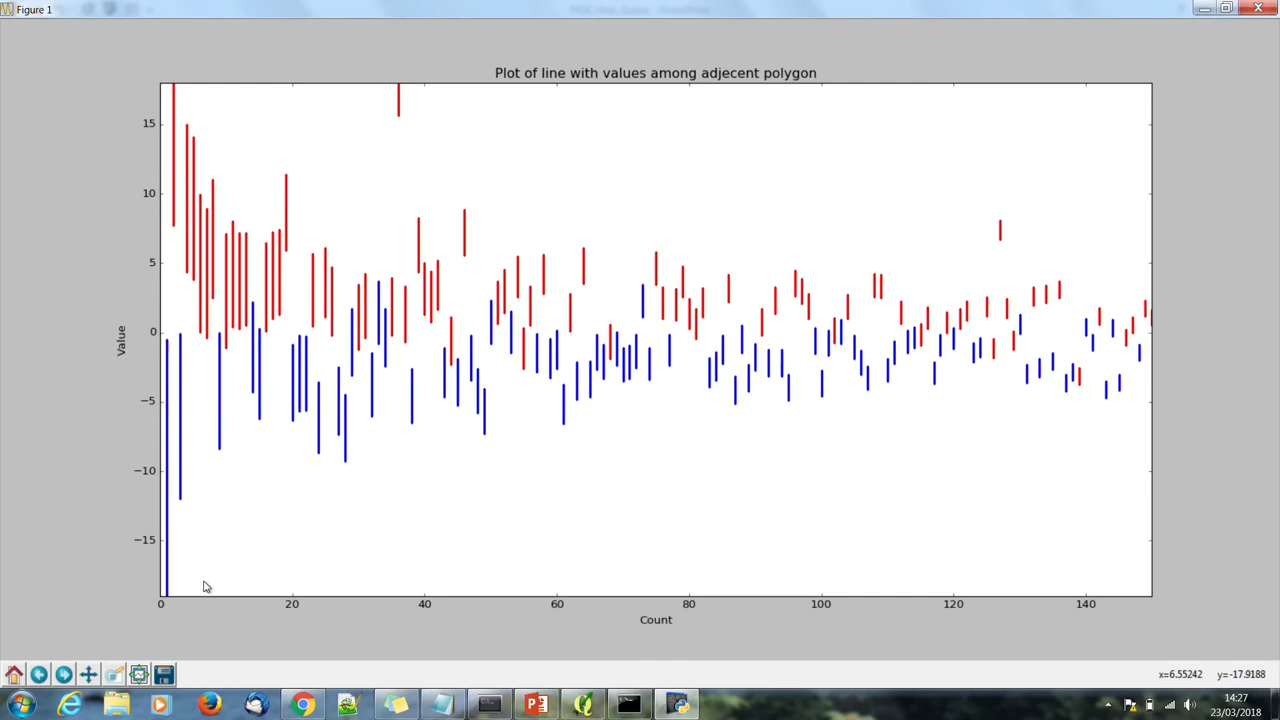 Figure 1
Plot of line with values among adjecent polygon
15
10
5
0
−5
−10
−15
Value
0 20 40 60 80 100 120 140
Count
x=6.55242 y=-17.9188
14:27
23/03/2018